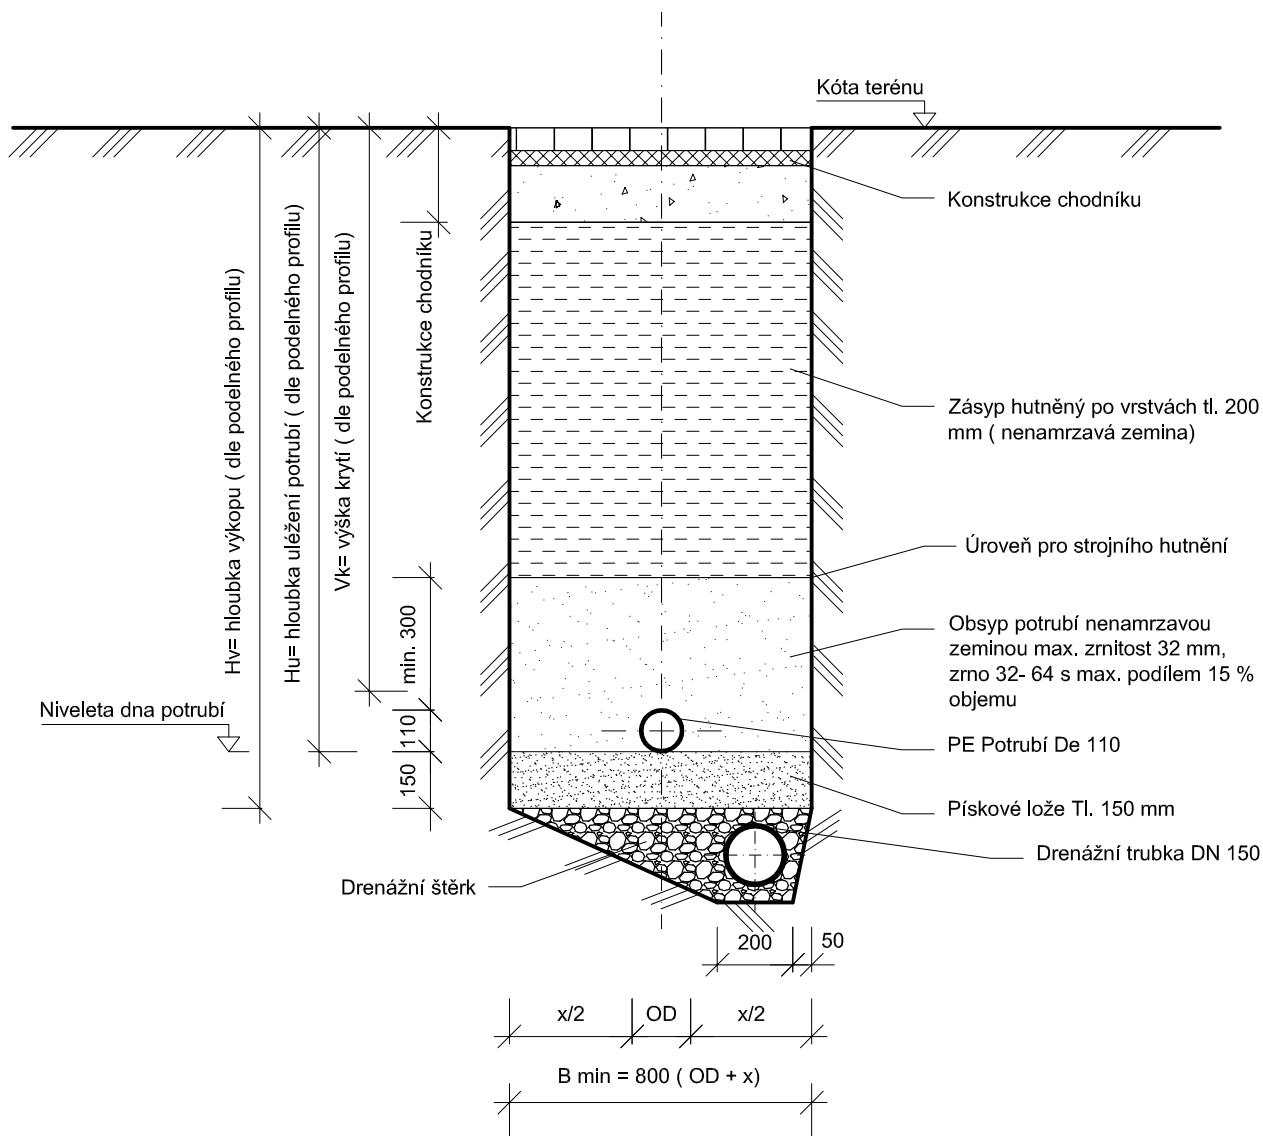 Kóta terénu
Konstrukce chodníku
Zásyp hutněný po vrstvách tl. 200
mm ( nenamrzavá zemina)
Úroveň pro strojního hutnění
Obsyp potrubí nenamrzavou
zeminou max. zrnitost 32 mm,
zrno 32- 64 s max. podílem 15 %
objemu
PE Potrubí De 110
Pískové lože Tl. 150 mm
Drenážní trubka DN 150
Drenážní štěrk
Niveleta dna potrubí
Hv= hloubka výkopu ( dle podelného profilu)
Hu= hloubka uléžení potrubí ( dle podelného profilu)
Vk= výška krytí ( dle podelného profilu)
Konstrukce chodníku
min. 300
110
150
200
50
x/2
OD
x/2
B min = 800 ( OD + x)